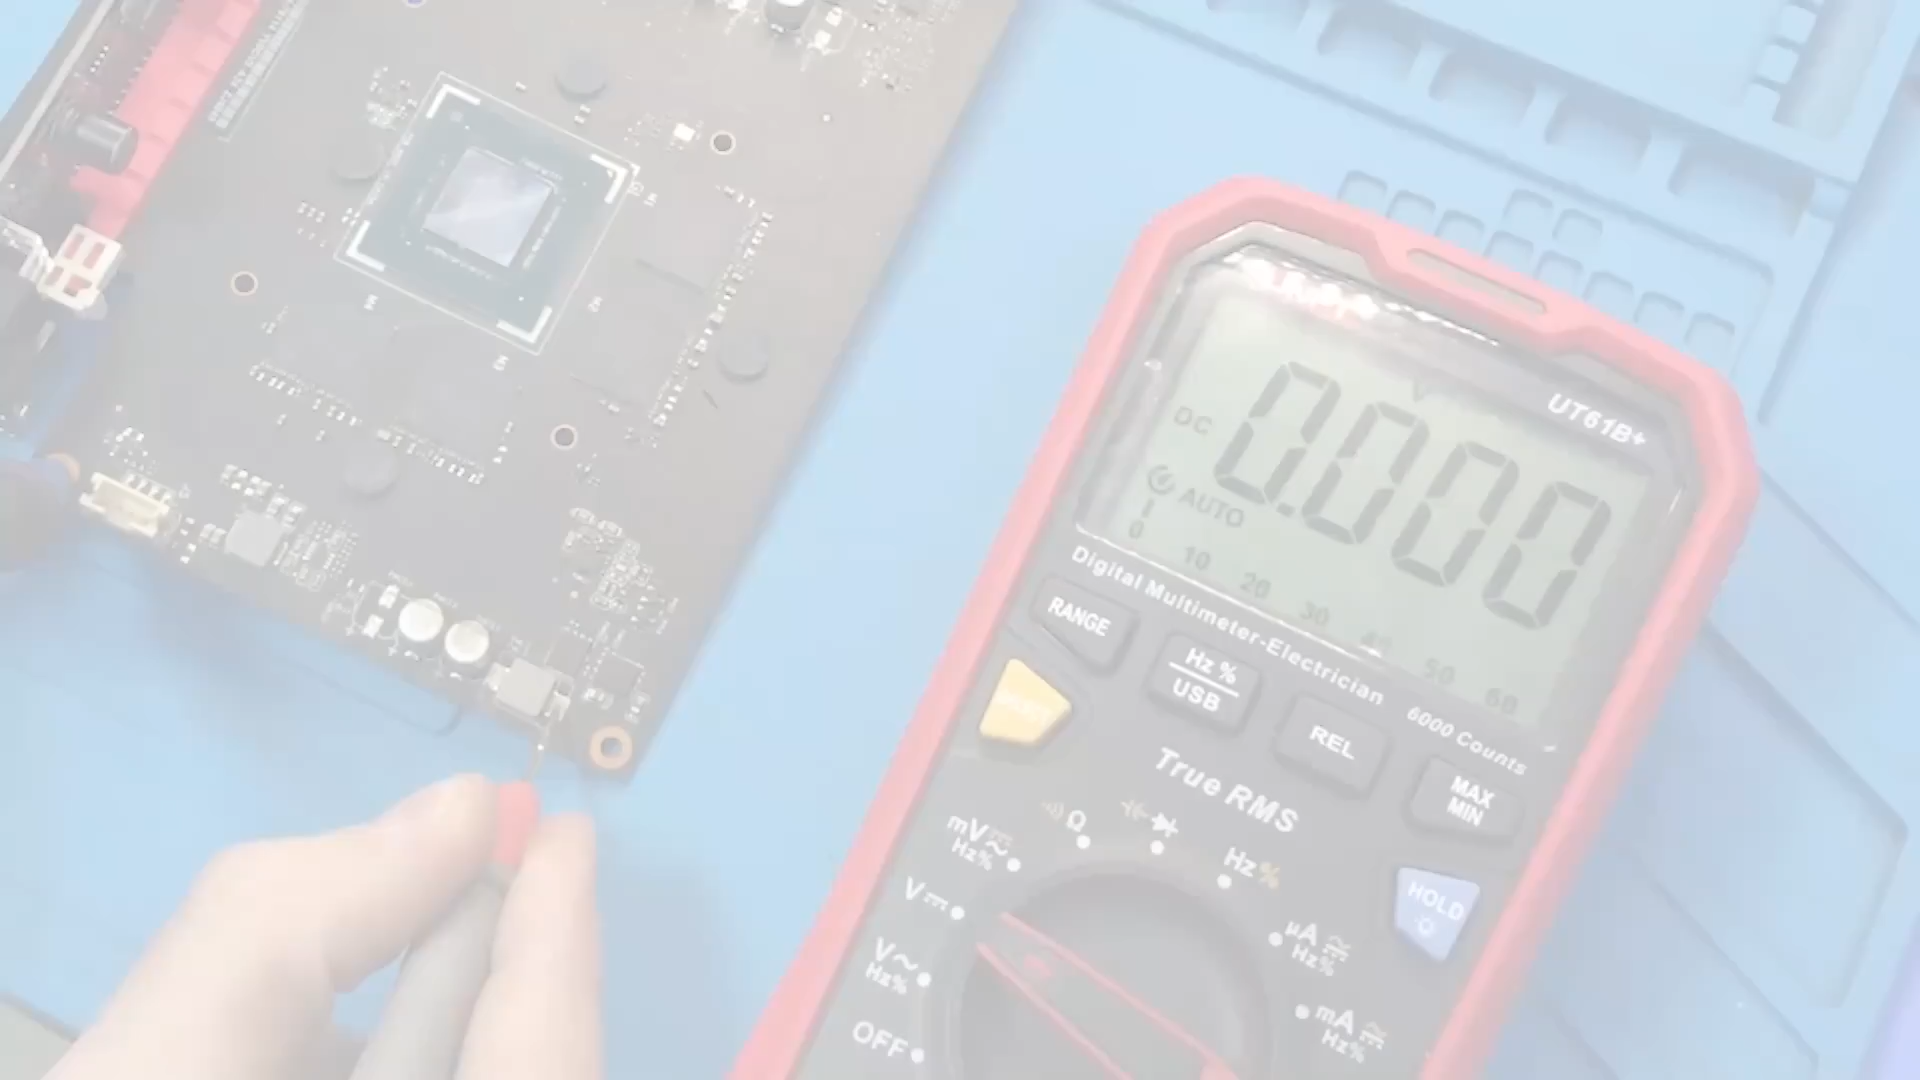 UT61B+
DC
0.000
AUTO
0 10 20 30 40 50 60
Digital Multimeter-Electrician
6000 Counts
RANGE
Hz %
USB
REL
MAX
MIN
True RMS
mV
Hz%
Ω
Hz %
V
HOLD
µA
Hz%
V~
Hz%
mA
Hz%
OFF